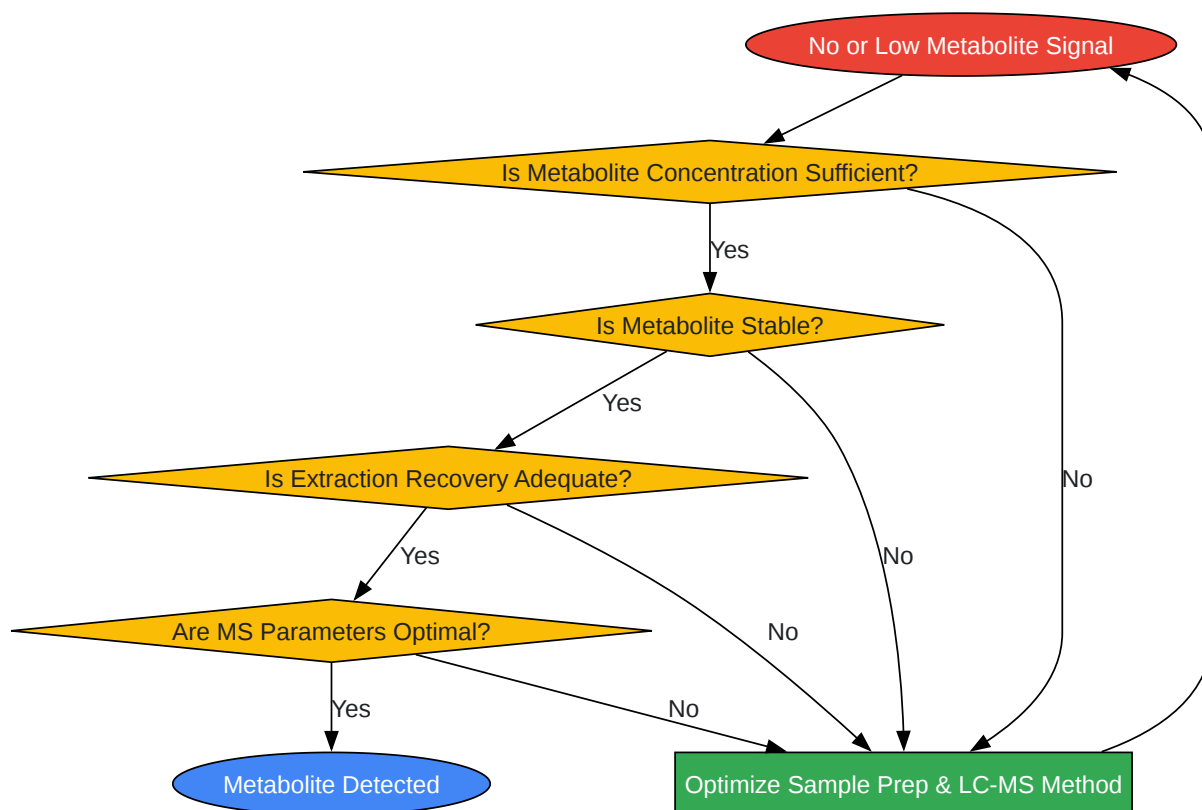 No or Low Metabolite Signal
Is Metabolite Concentration Sufficient?
Yes
Is Metabolite Stable?
Yes
No
Is Extraction Recovery Adequate?
Yes
No
No
Are MS Parameters Optimal?
Yes
No
Metabolite Detected
Optimize Sample Prep & LC-MS Method